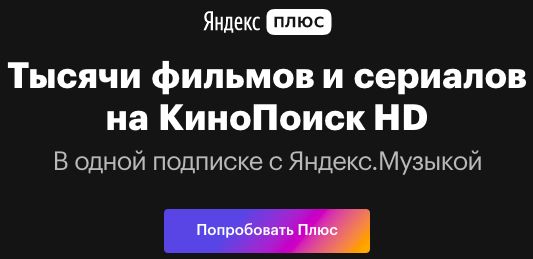 Яндекс ПЛЮС
Тысячи фильмов и сериалов
на КиноПоиск HD
В одной подписке с Яндекс.Музыкой
Попробовать Плюс